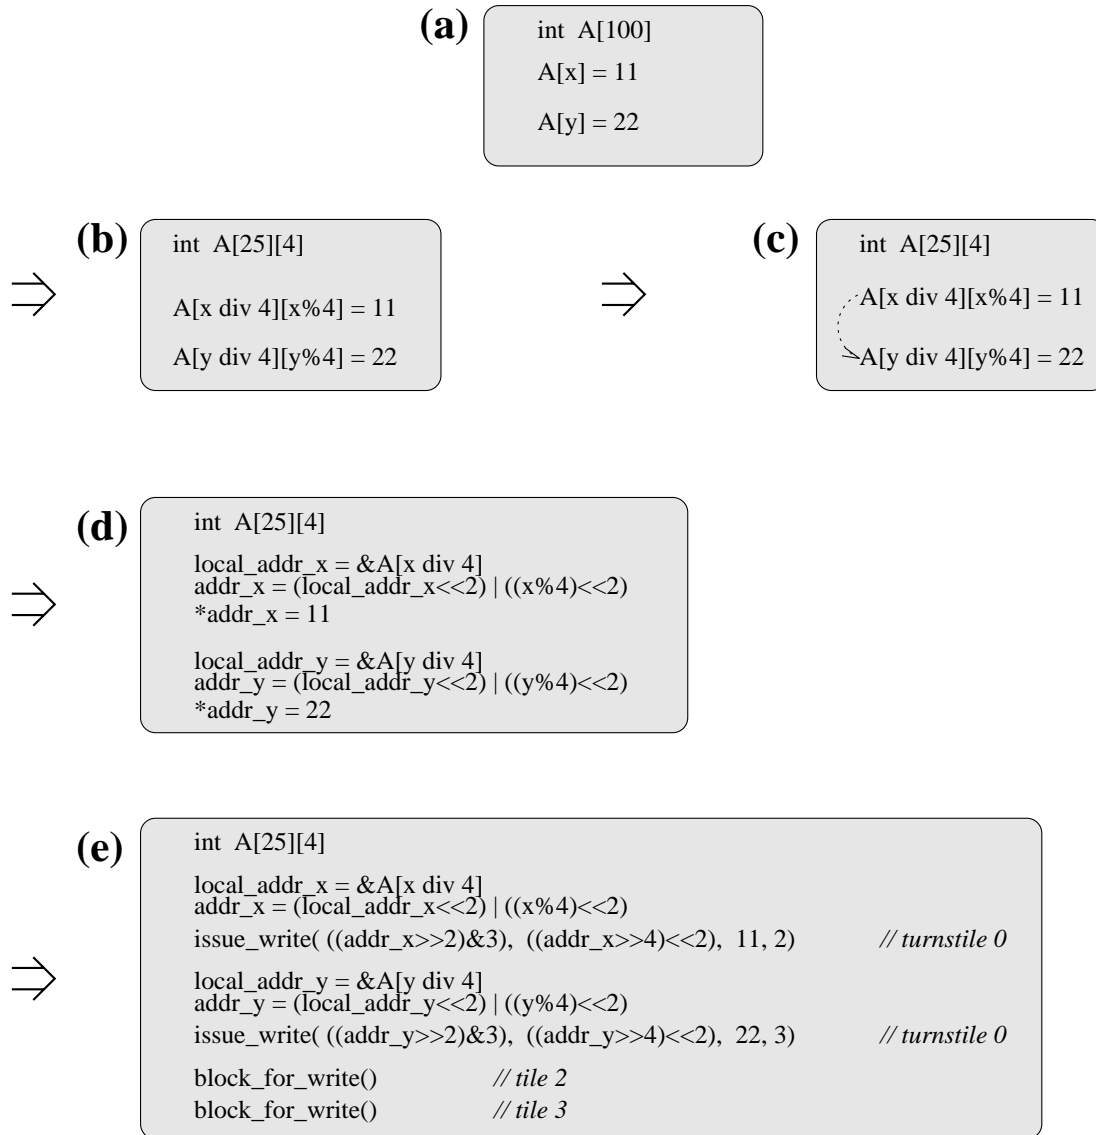 (a)
int A[100]
A[x] = 11
A[y] = 22
(b)
int A[25][4]
A[x div 4][x%4] = 11
A[y div 4][y%4] = 22
(c)
int A[25][4]
A[x div 4][x%4] = 11
A[y div 4][y%4] = 22
(d)
int A[25][4]
local_addr_x = &A[x div 4]
addr_x = (local_addr_x<<2) | ((x%4)<<2)
*addr_x = 11
local_addr_y = &A[y div 4]
addr_y = (local_addr_y<<2) | ((y%4)<<2)
*addr_y = 22
(e)
int A[25][4]
local_addr_x = &A[x div 4]
addr_x = (local_addr_x<<2) | ((x%4)<<2)
issue_write( ((addr_x>>2)&3), ((addr_x>>4)<<2), 11, 2) // turnstile 0
local_addr_y = &A[y div 4]
addr_y = (local_addr_y<<2) | ((y%4)<<2)
issue_write( ((addr_y>>2)&3), ((addr_y>>4)<<2), 22, 3) // turnstile 0
block_for_write() // tile 2
block_for_write() // tile 3